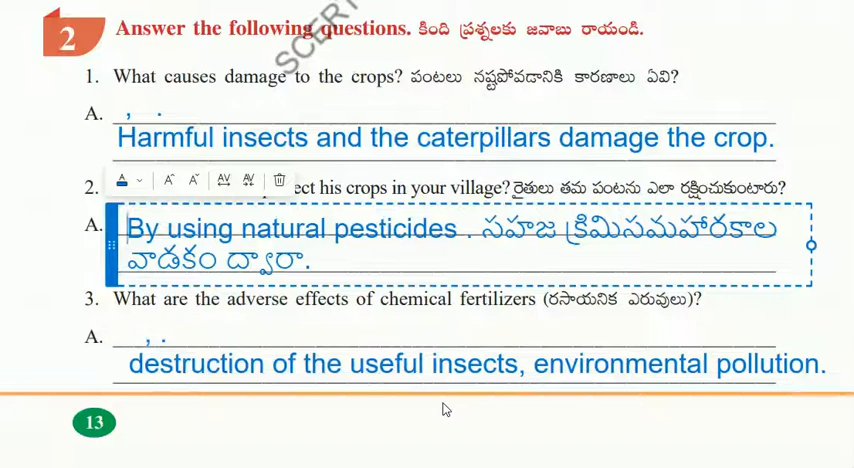 2 Answer the following questions. కింది ప్రశ్నలకు జవాబు రాయండి.
SCERT
1. What causes damage to the crops? పంటలు నష్టపోవడానికి కారణాలు ఏవి?
A. , .
Harmful insects and the caterpillars damage the crop.
2. ect his crops in your village? రైతులు తమ పంటను ఎలా రక్షించుకుంటారు?
A. By using natural pesticides . సహజ క్రిమిసమహారకాల
వాడకం ద్వారా.
3. What are the adverse effects of chemical fertilizers (రసాయనిక ఎరువులు)?
A. , .
destruction of the useful insects, environmental pollution.
13